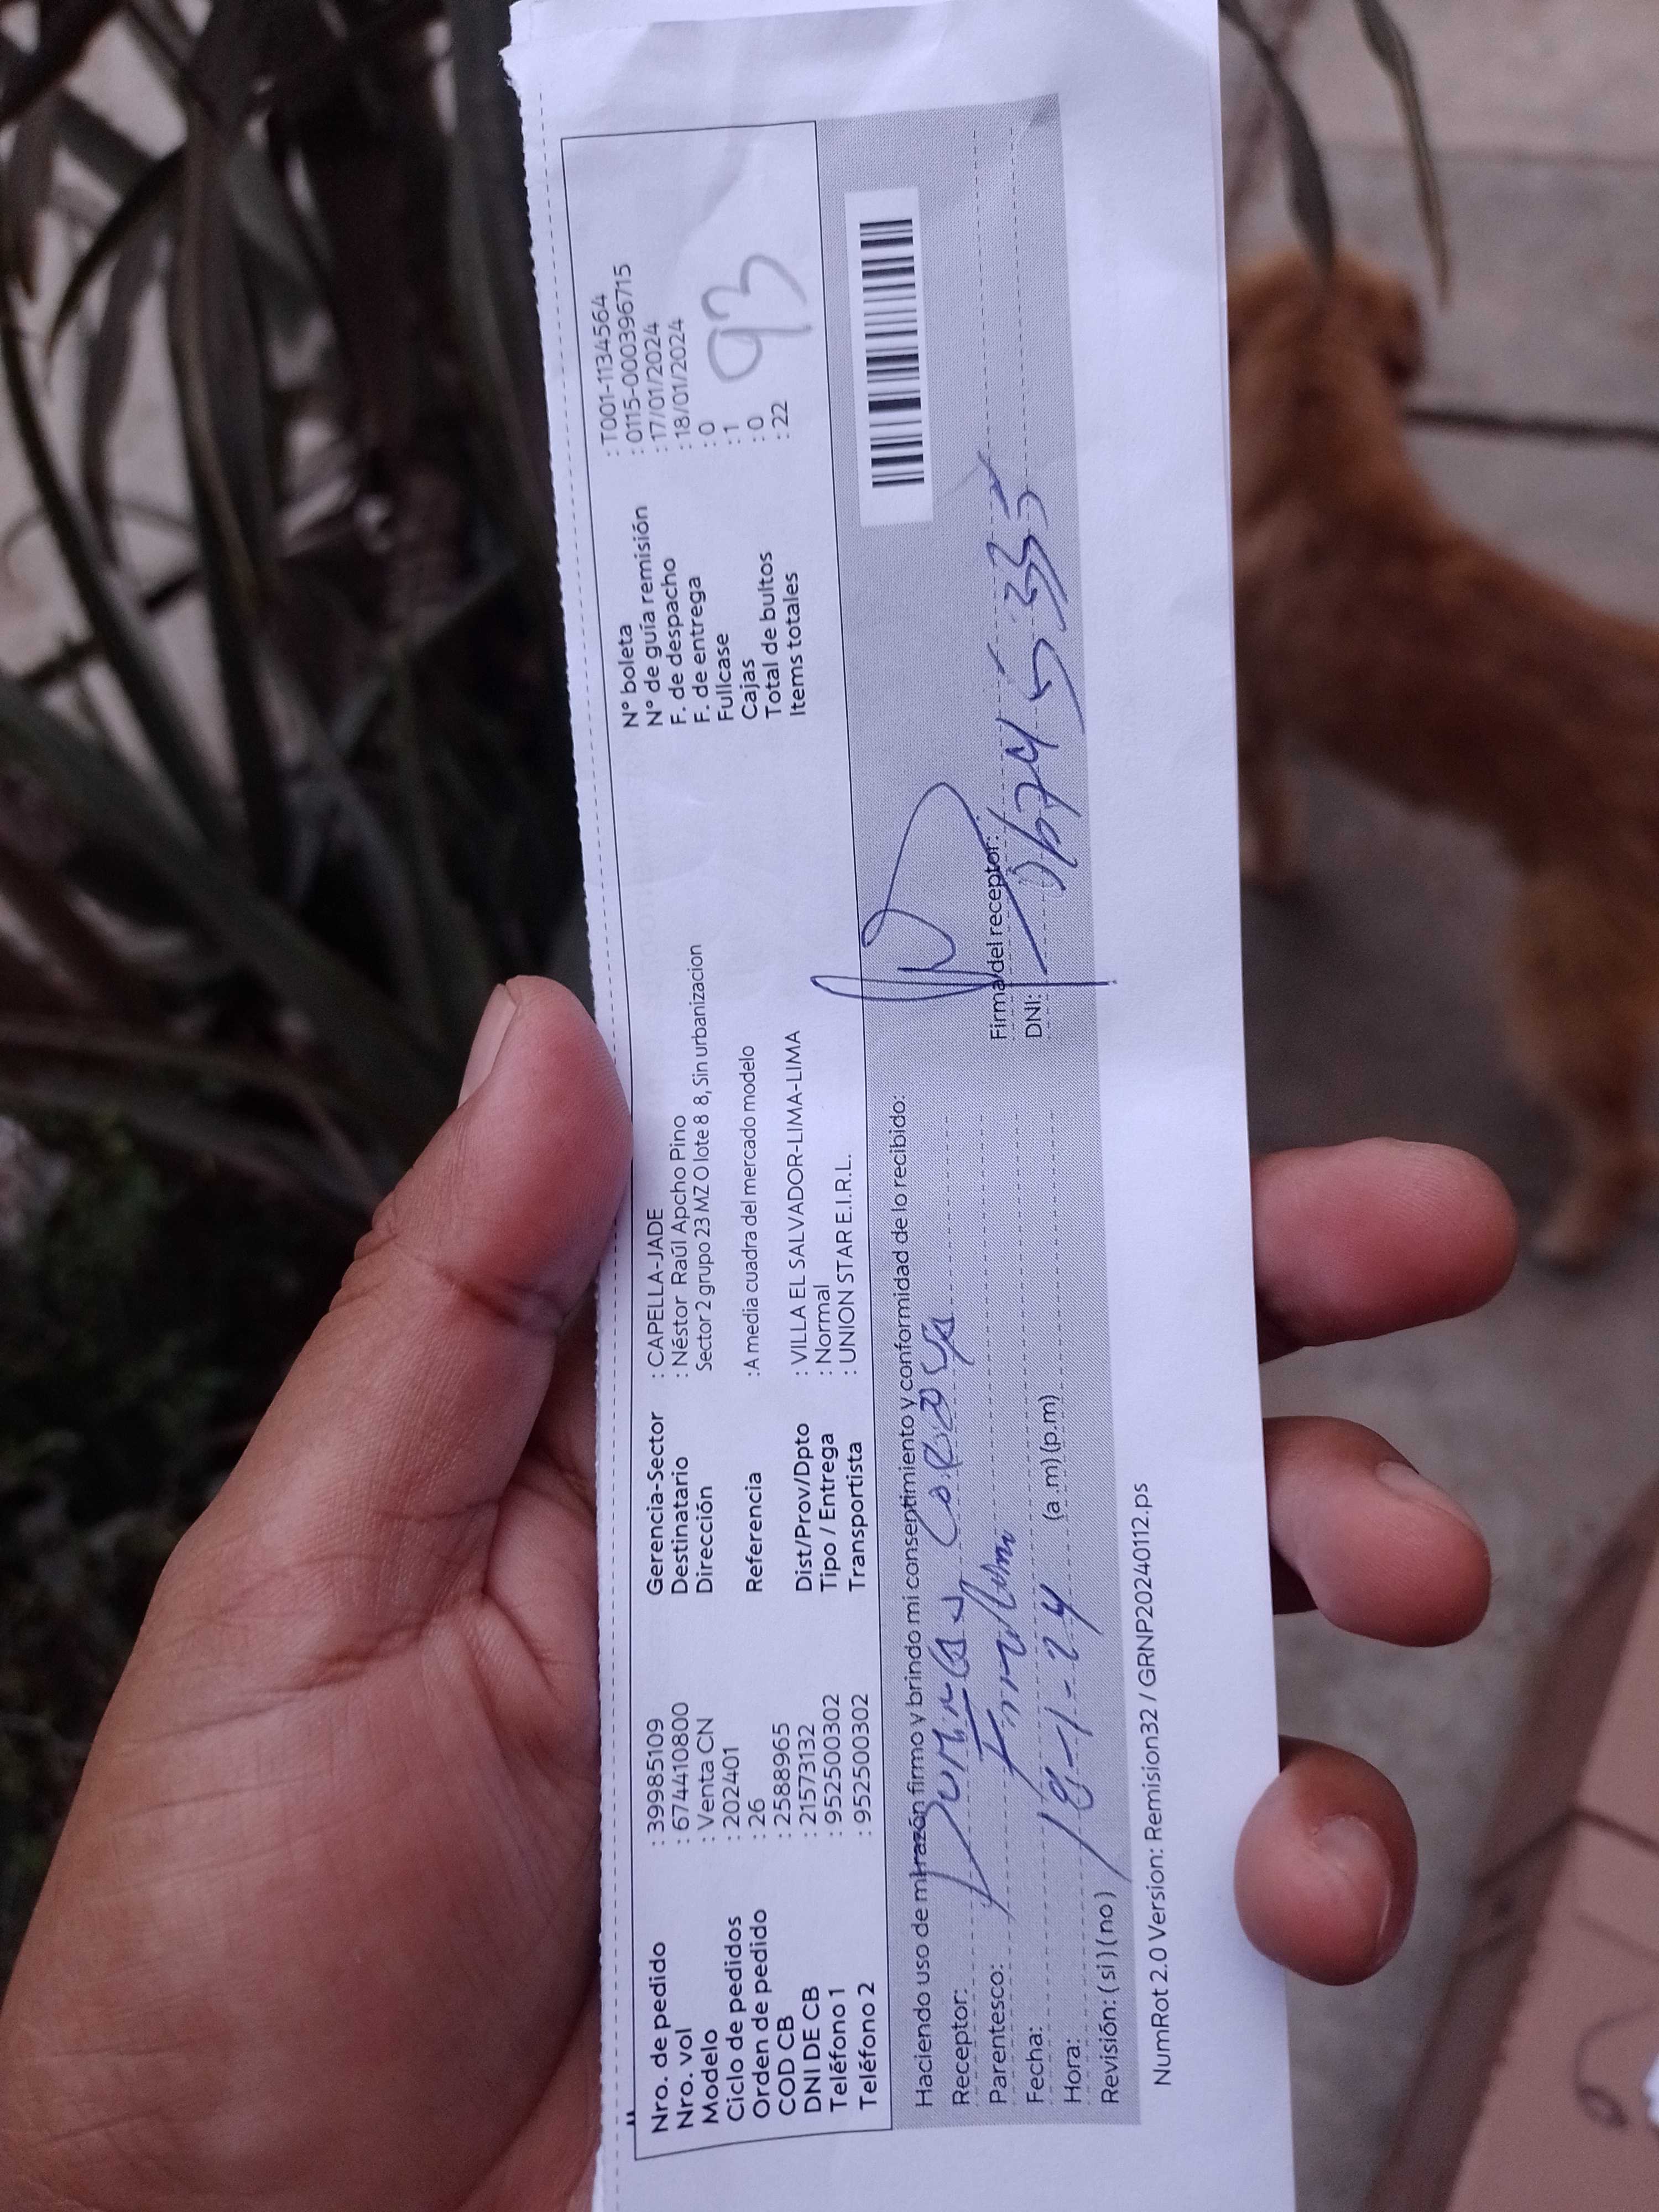 Nro. de pedido : 39985109 Gerencia-Sector : CAPELLA-JADE N° boleta : T001-1134564
Nro. vol : 674410800 Destinatario : Néstor Raúl Apcho Pino N° de guía remisión : 0115-000396715
Modelo : Venta CN Dirección Sector 2 grupo 23 MZ O lote 8 8, Sin urbanizacion F. de despacho : 17/01/2024
Ciclo de pedidos : 202401 F. de entrega : 18/01/2024
Orden de pedido : 26 Referencia : A media cuadra del mercado modelo Fullcase : 0
COD CB : 2588965 Cajas : 1
DNI DE CB : 21573132 Dist/Prov/Dpto : VILLA EL SALVADOR-LIMA-LIMA Total de bultos : 0
Teléfono 1 : 952500302 Tipo / Entrega : Normal Items totales : 22
Teléfono 2 : 952500302 Transportista : UNION STAR E.I.R.L.
93
Haciendo uso de mi razón firmo y brindo mi consentimiento y conformidad de lo recibido:
Receptor:
Parentesco:
Firma del receptor:
Fecha: 18-1-24
DNI:
Hora: (a .m) (p.m)
Revisión: ( si ) ( no )
NumRot 2.0 Version: Remision32 / GRNP20240112.ps